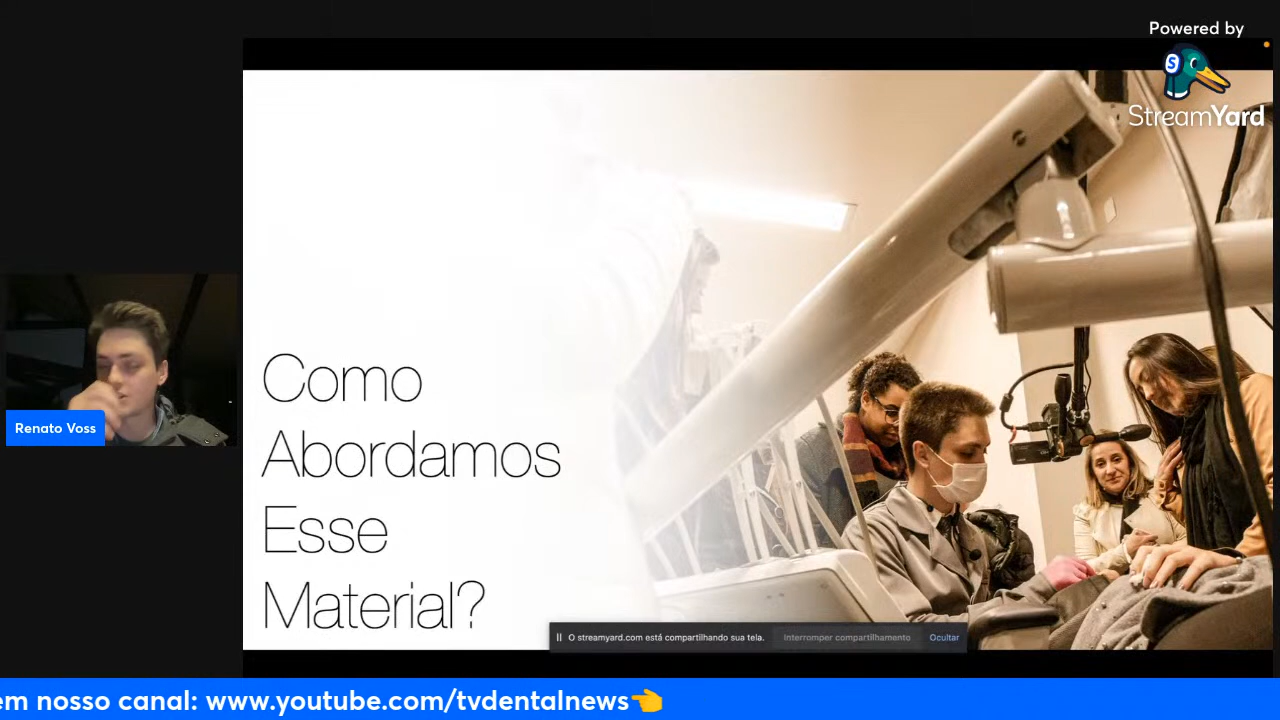 Powered by
S
StreamYard
Como
Abordamos
Esse
Material?
Renato Voss
O streamyard.com está compartilhando sua tela.
Interromper compartilhamento
Ocultar
em nosso canal: www.youtube.com/tvdentalnews👈